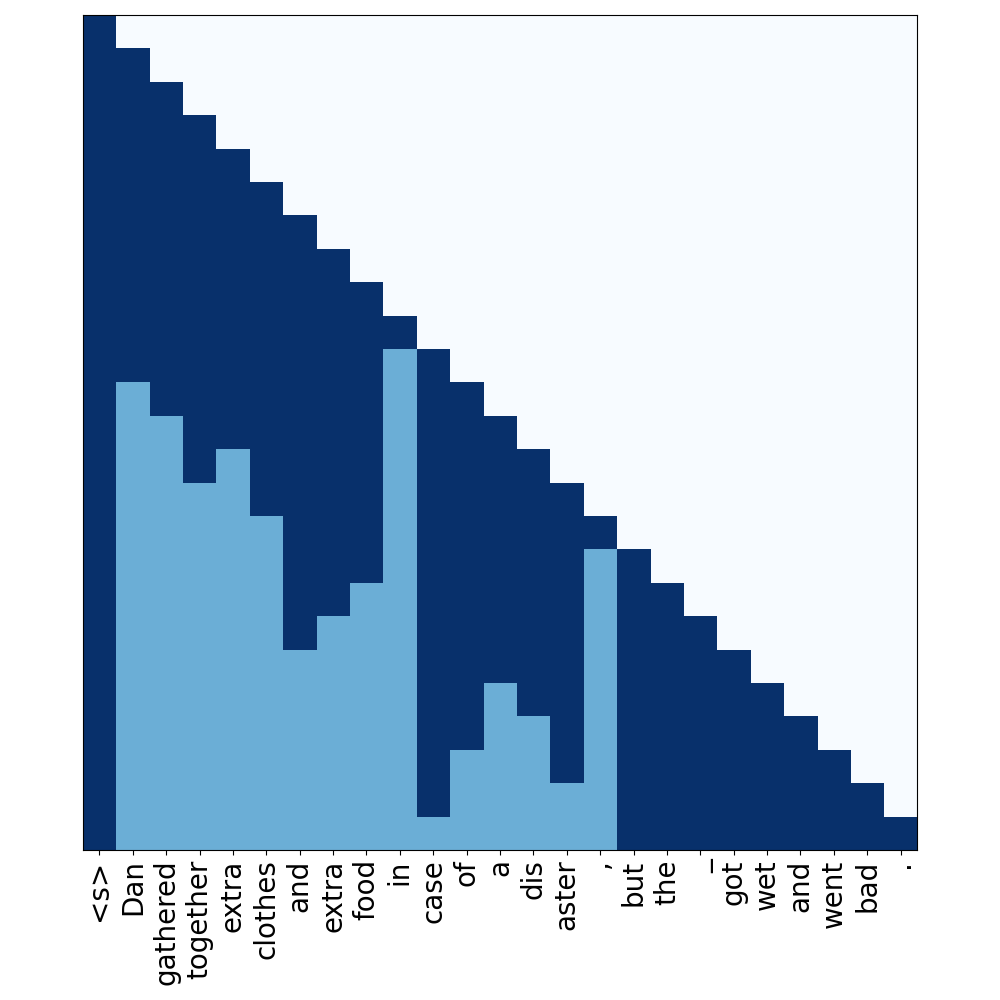 <s> Dan gathered together extra clothes and extra food in case of a dis aster , but the _ got wet and went bad .